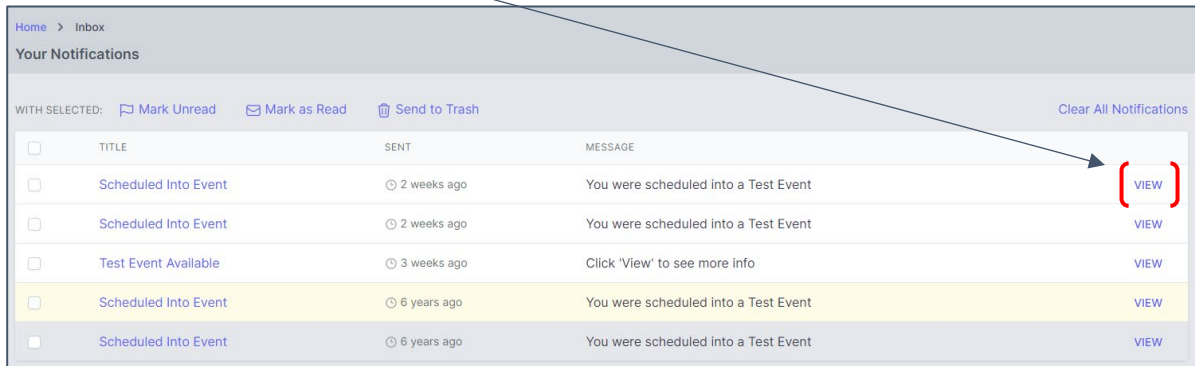 Home > Inbox
Your Notifications
WITH SELECTED: Mark Unread Mark as Read Send to Trash Clear All Notifications
TITLE SENT MESSAGE
Scheduled Into Event 2 weeks ago You were scheduled into a Test Event VIEW
Scheduled Into Event 2 weeks ago You were scheduled into a Test Event VIEW
Test Event Available 3 weeks ago Click 'View' to see more info VIEW
Scheduled Into Event 6 years ago You were scheduled into a Test Event VIEW
Scheduled Into Event 6 years ago You were scheduled into a Test Event VIEW